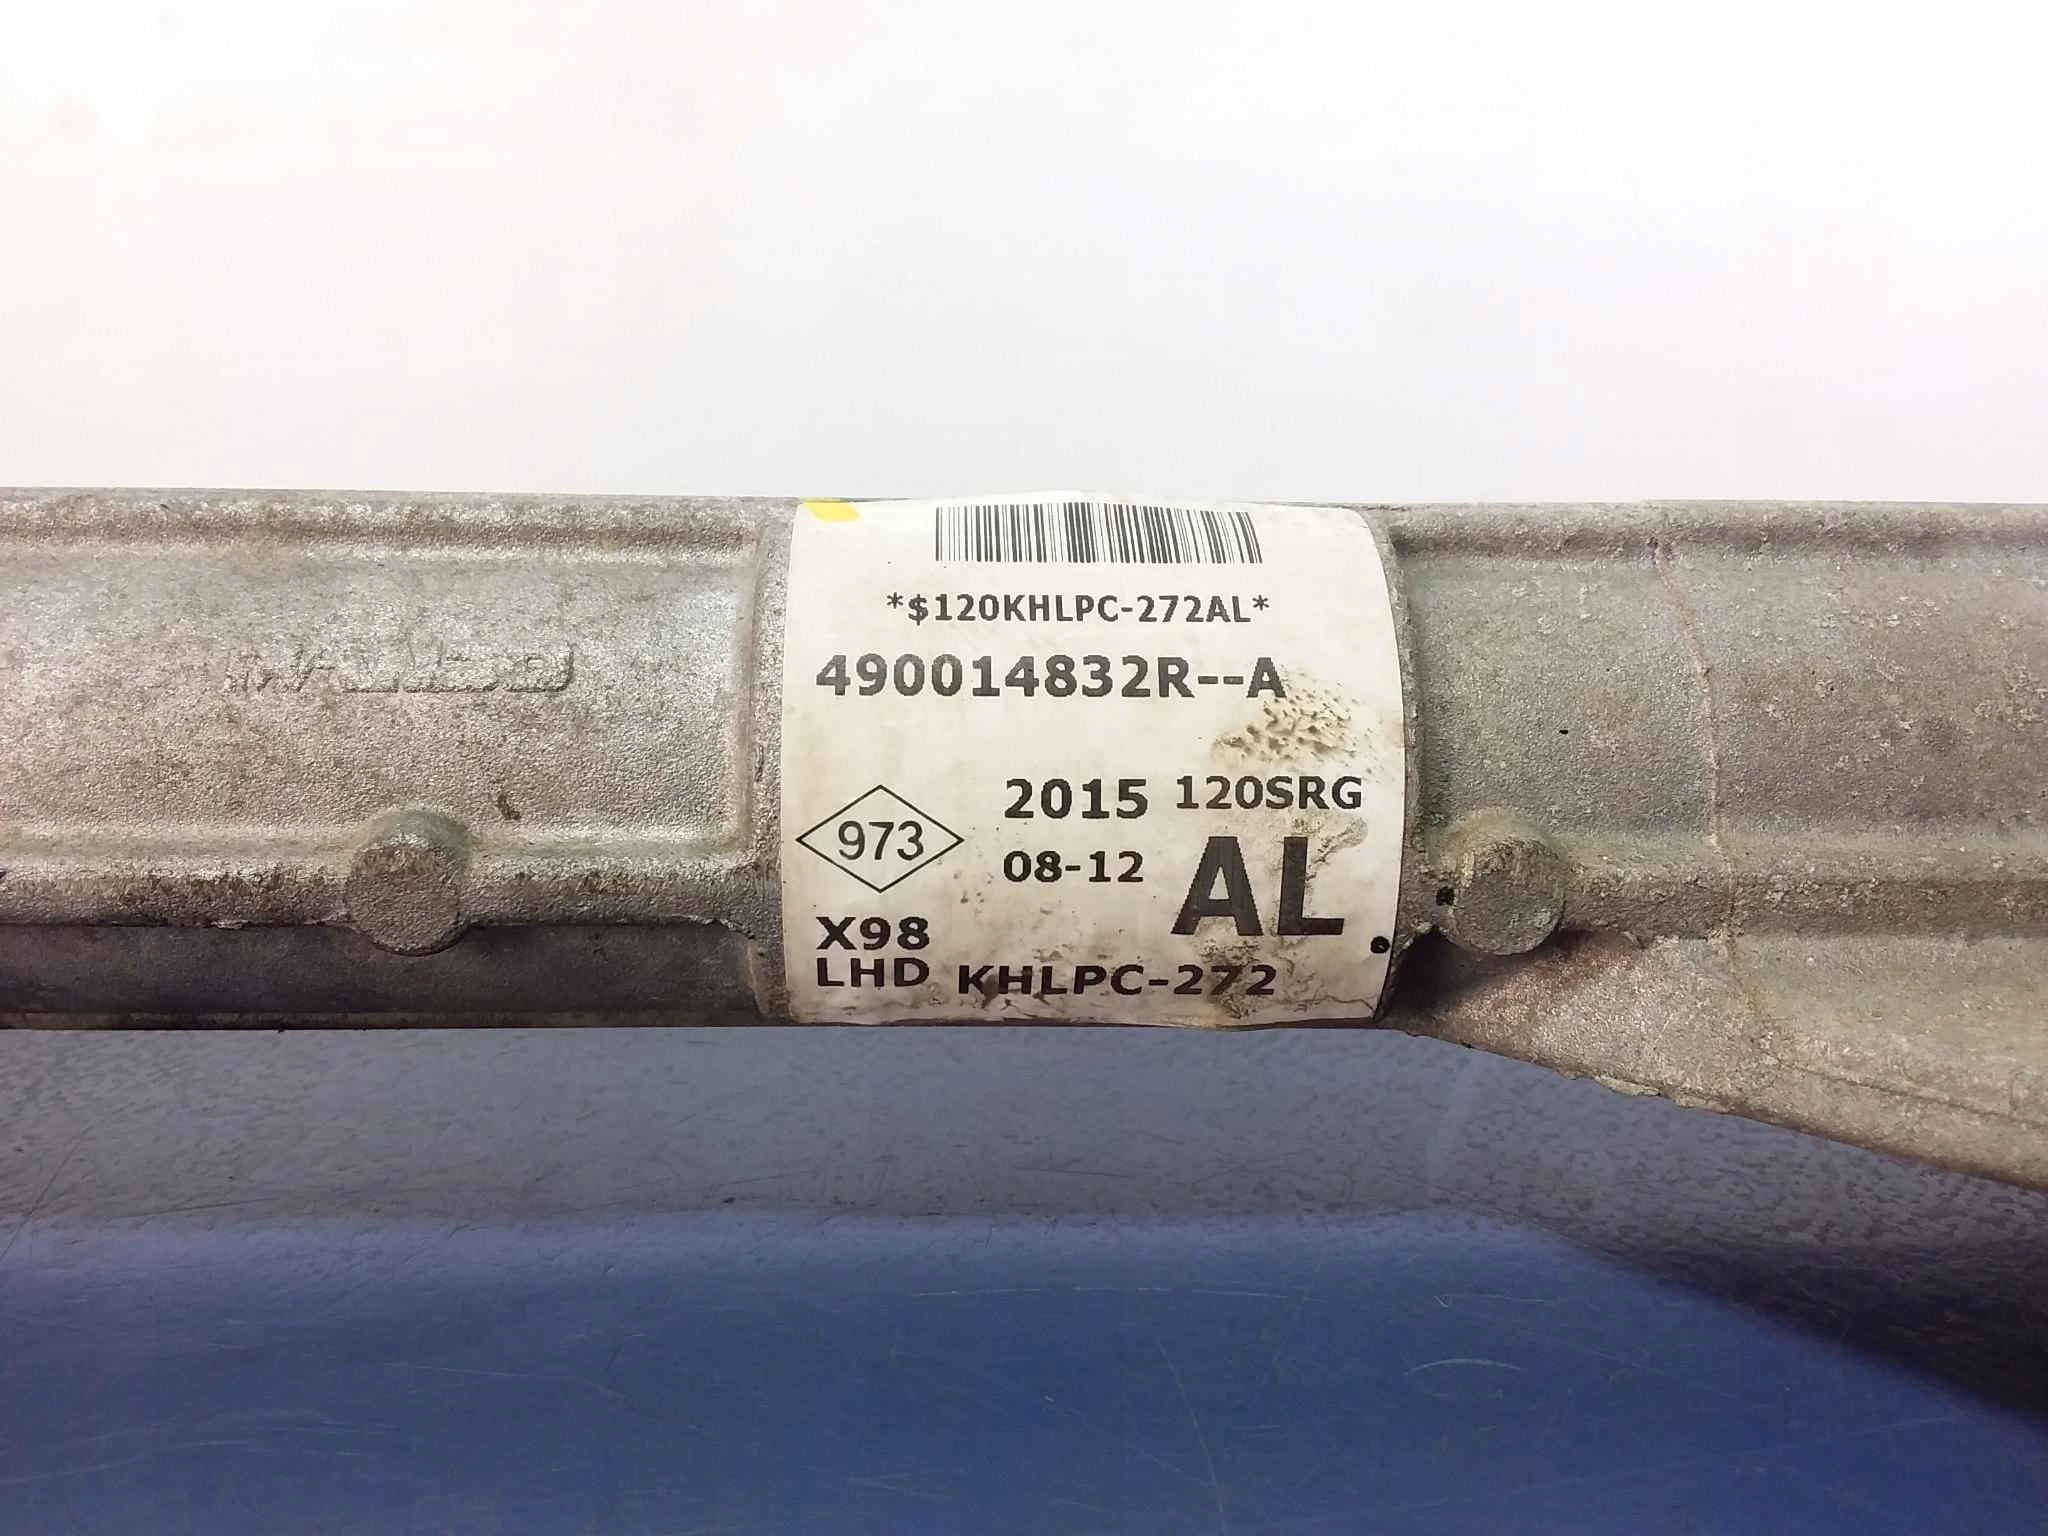 *$120KHLPC-272AL*
490014832R--A
2015 120SRG
973
08-12 AL
X98
LHD KHLPC-272